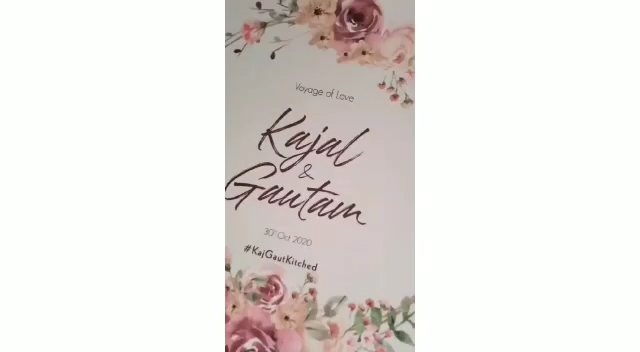 Voyage of Love
Kajal
&
Gautam
30th Oct 2020
#KajGautKitched